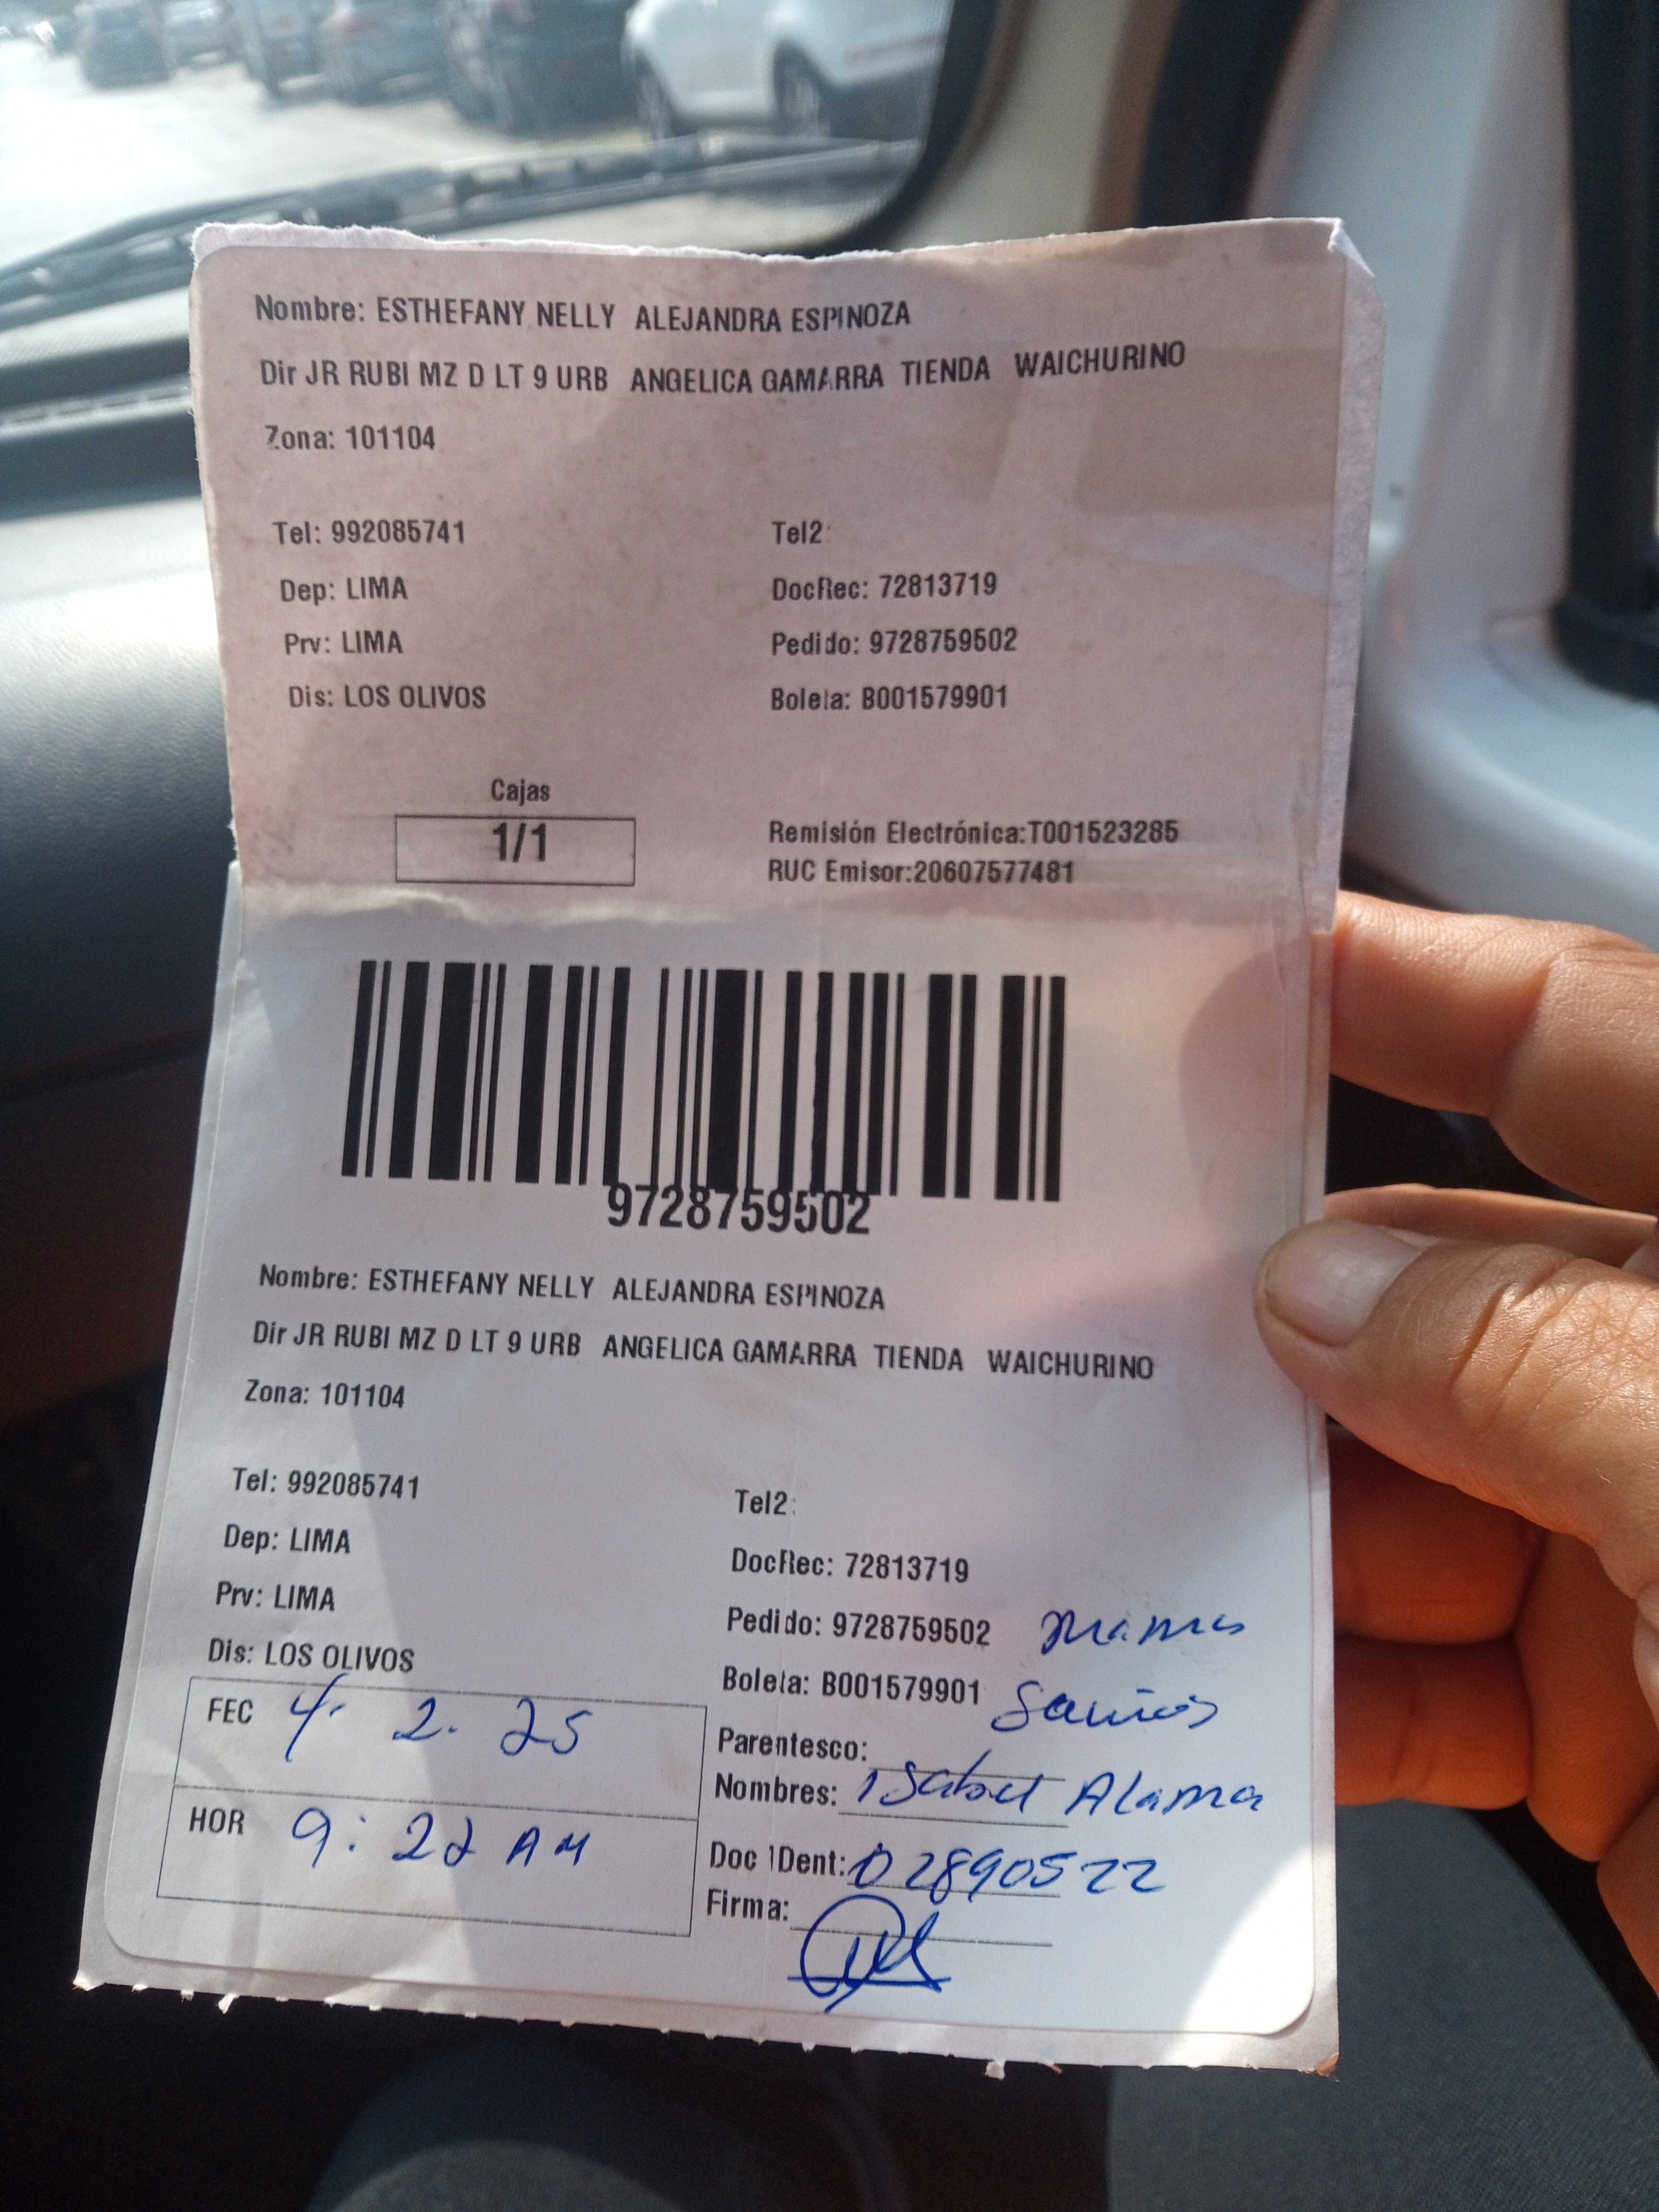 Nombre: ESTHEFANY NELLY ALEJANDRA ESPINOZA
Dir JR RUBI MZ D LT 9 URB ANGELICA GAMARRA TIENDA WAICHURINO
Zona: 101104
Tel: 992085741 Tel2:
Dep: LIMA DocRec: 72813719
Prv: LIMA Pedido: 9728759502
Dis: LOS OLIVOS Boleta: B001579901
Cajas
1/1
Remisión Electrónica:T001523285
RUC Emisor:20607577481
9728759502
Nombre: ESTHEFANY NELLY ALEJANDRA ESPINOZA
Dir JR RUBI MZ D LT 9 URB ANGELICA GAMARRA TIENDA WAICHURINO
Zona: 101104
Tel: 992085741 Tel2:
Dep: LIMA DocRec: 72813719
Prv: LIMA Pedido: 9728759502
Dis: LOS OLIVOS Boleta: B001579901
FEC 4. 2. 25
HOR 9:22 AM
Parentesco:
Nombres: Isabel Alama
Doc IDent: 02890522
Firma: